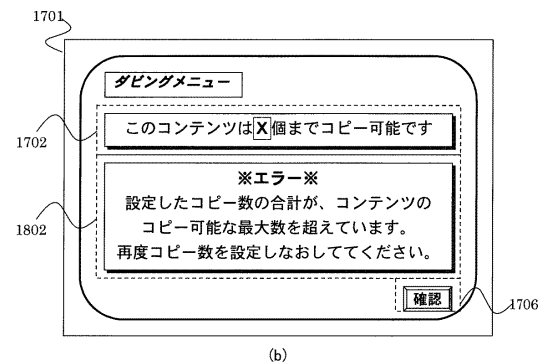 1701
ダビングメニュー
このコンテンツはX個までコピー可能です
1702
※エラー※
設定したコピー数の合計が、コンテンツの
コピー可能な最大数を超えています。
再度コピー数を設定しなおしててください。
1802
確認
1706
(b)